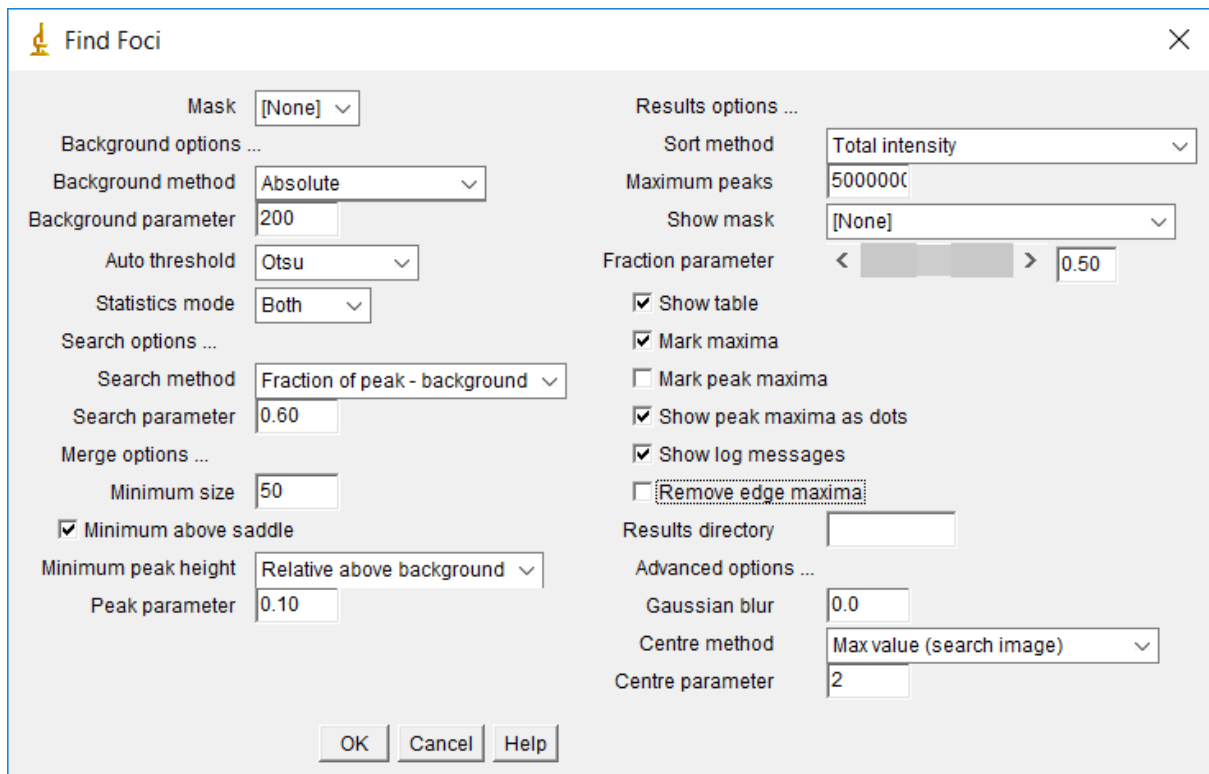 Find Foci
Mask [None]
Background options ...
Background method Absolute
Background parameter 200
Auto threshold Otsu
Statistics mode Both
Search options ...
Search method Fraction of peak - background
Search parameter 0.60
Merge options ...
Minimum size 50
Minimum above saddle
Minimum peak height Relative above background
Peak parameter 0.10
Results options ...
Sort method Total intensity
Maximum peaks 5000000
Show mask [None]
Fraction parameter 0.50
Show table
Mark maxima
Mark peak maxima
Show peak maxima as dots
Show log messages
Remove edge maxima
Results directory
Advanced options ...
Gaussian blur 0.0
Centre method Max value (search image)
Centre parameter 2
OK Cancel Help